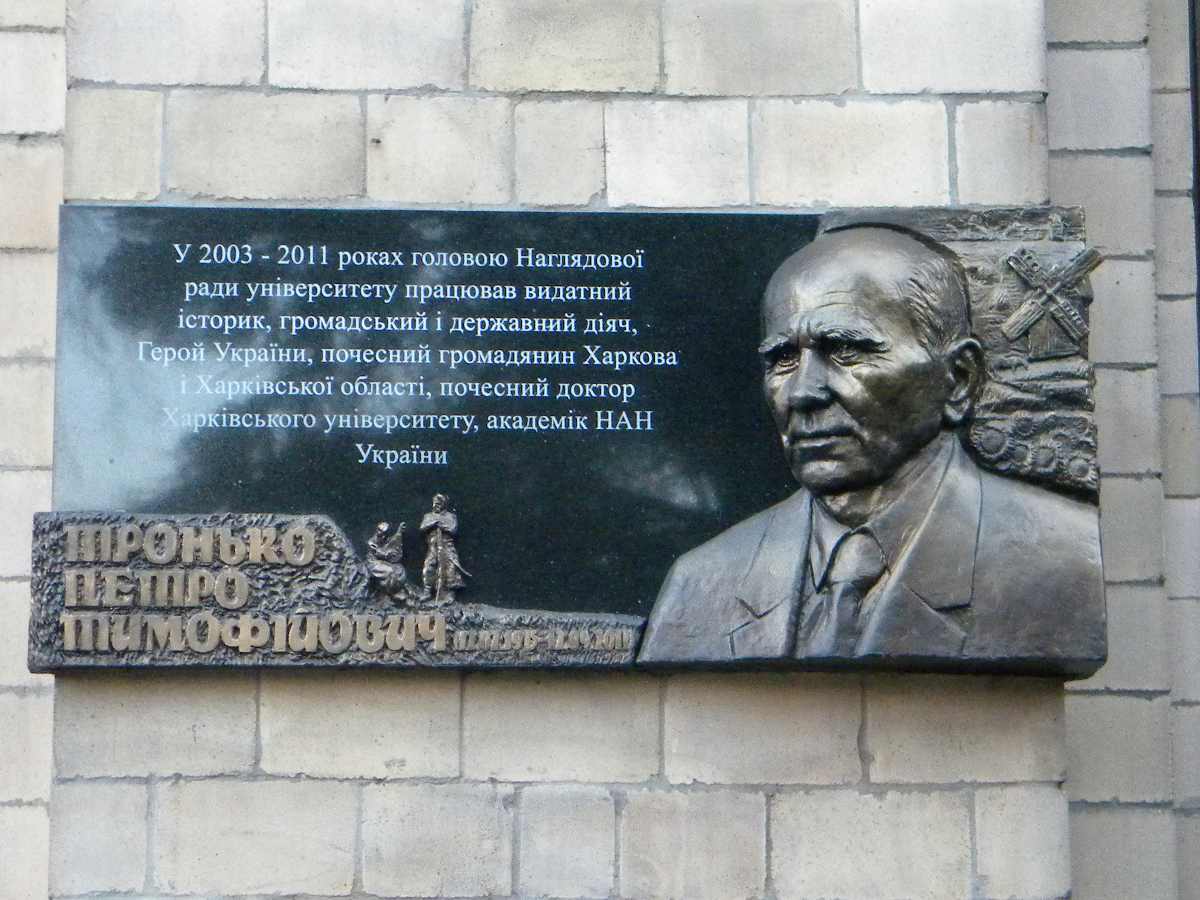 У 2003 - 2011 роках головою Наглядової
ради університету працював видатний
історик, громадський і державний діяч,
Герой України, почесний громадянин Харкова
і Харківської області, почесний доктор
Харківського університету, академік НАН
України
ТРОНЬКО
ПЕТРО
ТИМОФІЙОВИЧ